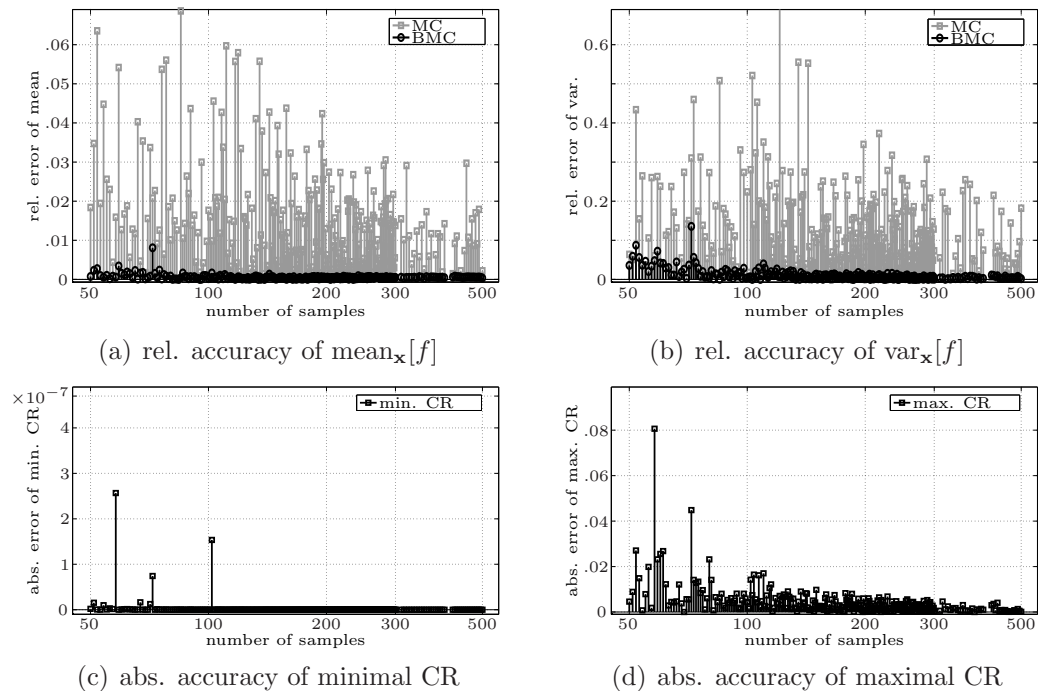 MC
BMC
rel. error of mean
.06
.05
.04
.03
.02
.01
0
50
100
200
300
500
number of samples
(a) rel. accuracy of mean_x[f]
MC
BMC
rel. error of var.
0.6
0.4
0.2
0
50
100
200
300
500
number of samples
(b) rel. accuracy of var_x[f]
×10⁻⁷
min. CR
abs. error of min. CR
4
3
2
1
0
50
100
200
300
500
number of samples
(c) abs. accuracy of minimal CR
max. CR
abs. error of max. CR
.08
.06
.04
.02
0
50
100
200
300
500
number of samples
(d) abs. accuracy of maximal CR